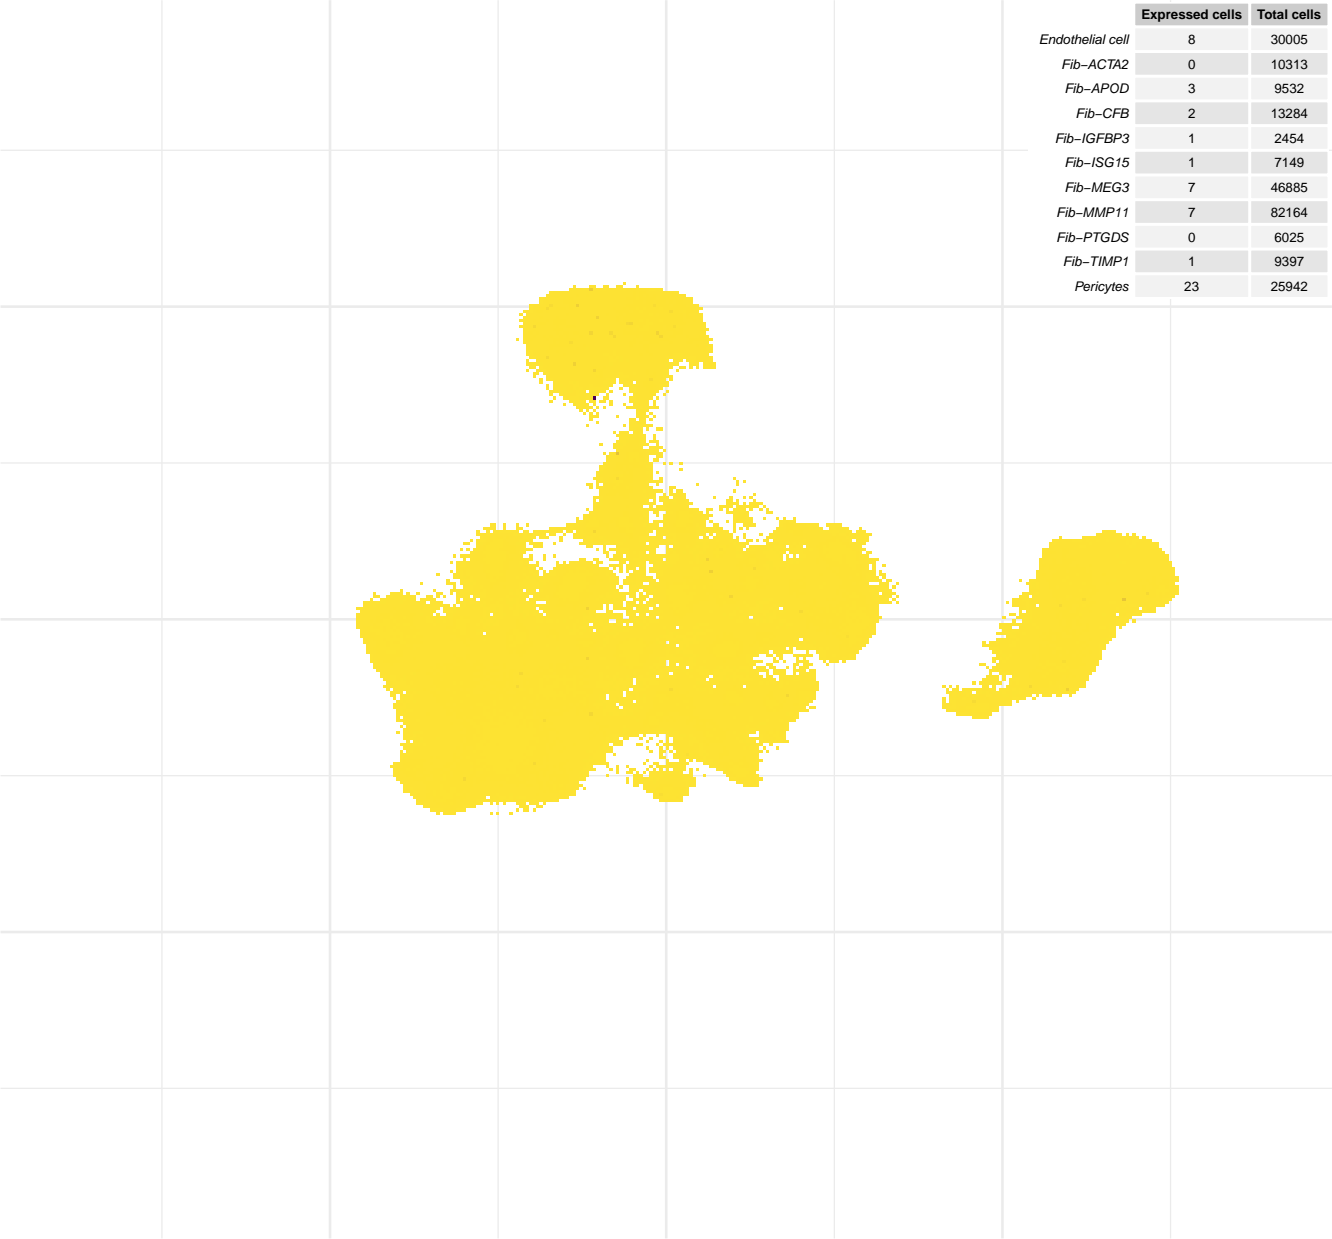 Expressed cells Total cells
Endothelial cell 8 30005
Fib−ACTA2 0 10313
Fib−APOD 3 9532
Fib−CFB 2 13284
Fib−IGFBP3 1 2454
Fib−ISG15 1 7149
Fib−MEG3 7 46885
Fib−MMP11 7 82164
Fib−PTGDS 0 6025
Fib−TIMP1 1 9397
Pericytes 23 25942